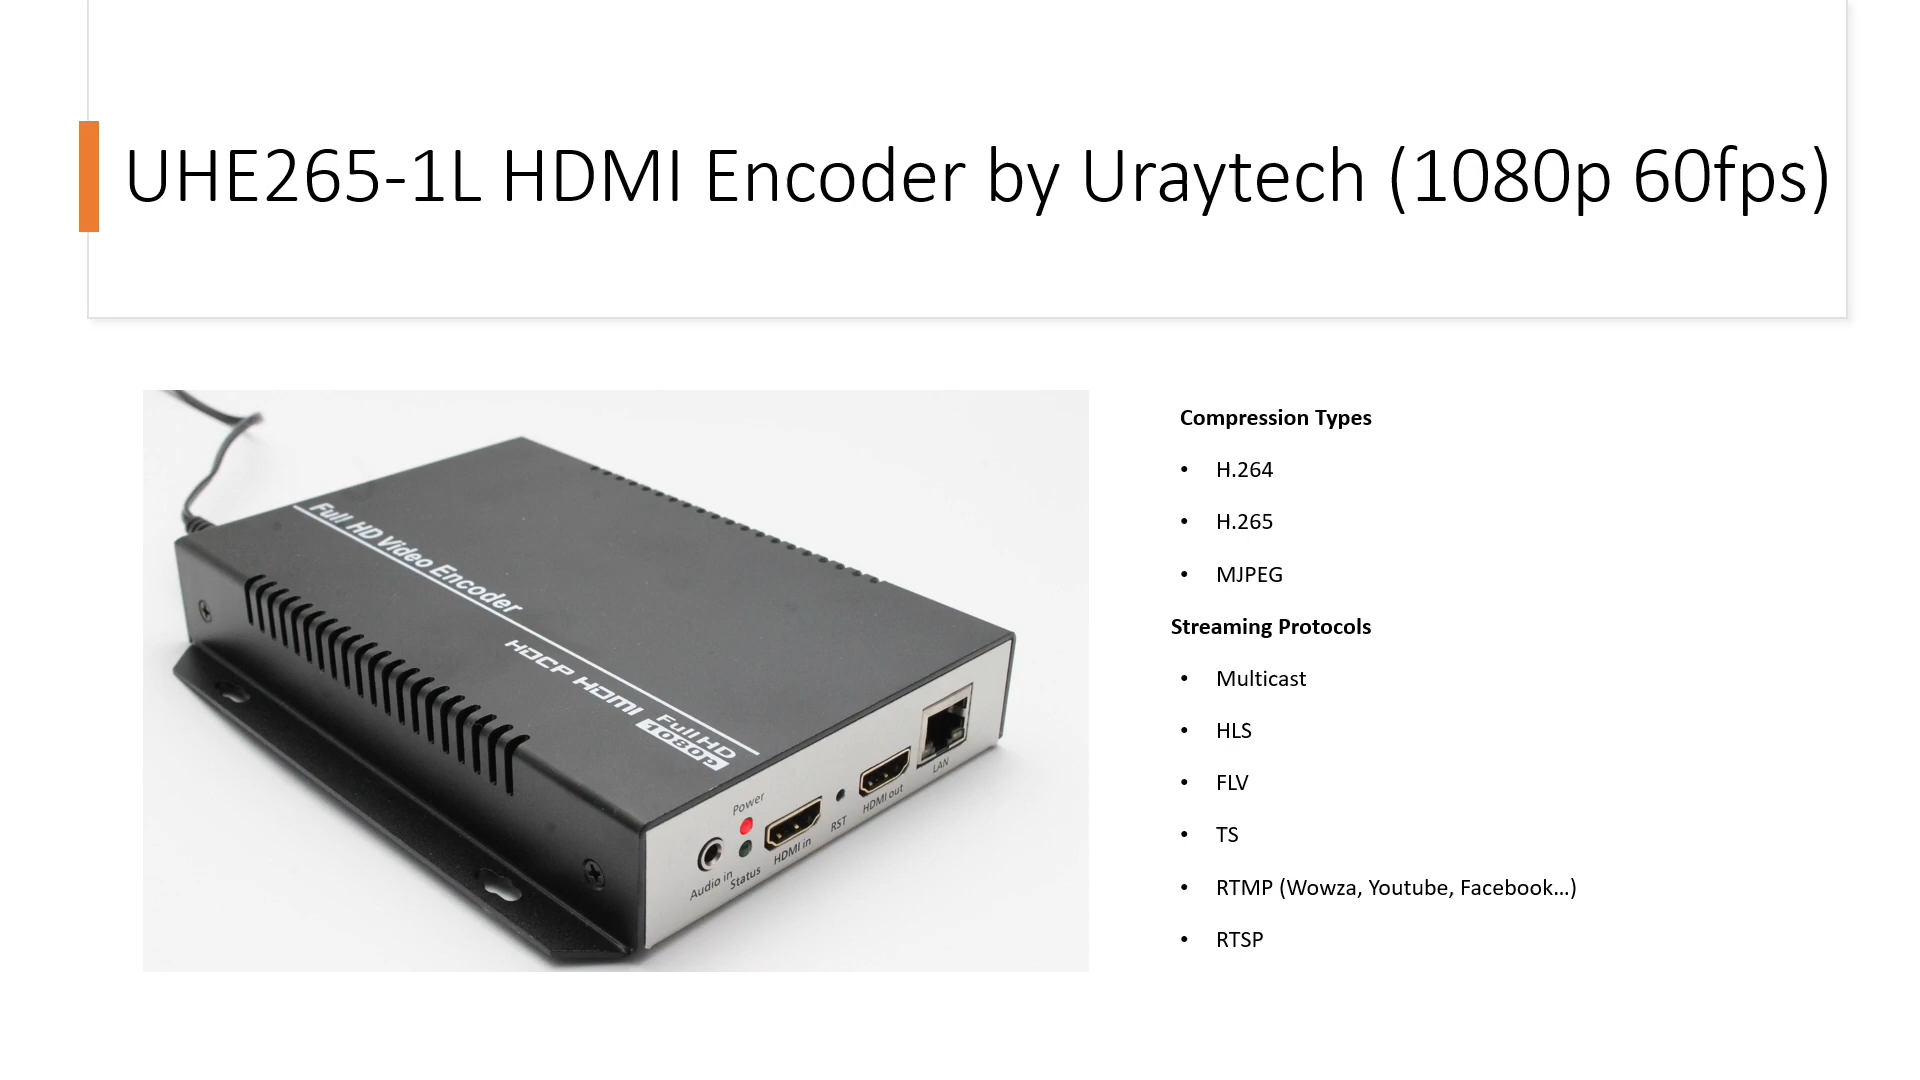 UHE265-1L HDMI Encoder by Uraytech (1080p 60fps)
Full HD Video Encoder
HDCP HDMI
Full HD
1080p
Power
Audio in
Status
HDMI in
RST
HDMI out
LAN
Compression Types
• H.264
• H.265
• MJPEG
Streaming Protocols
• Multicast
• HLS
• FLV
• TS
• RTMP (Wowza, Youtube, Facebook…)
• RTSP